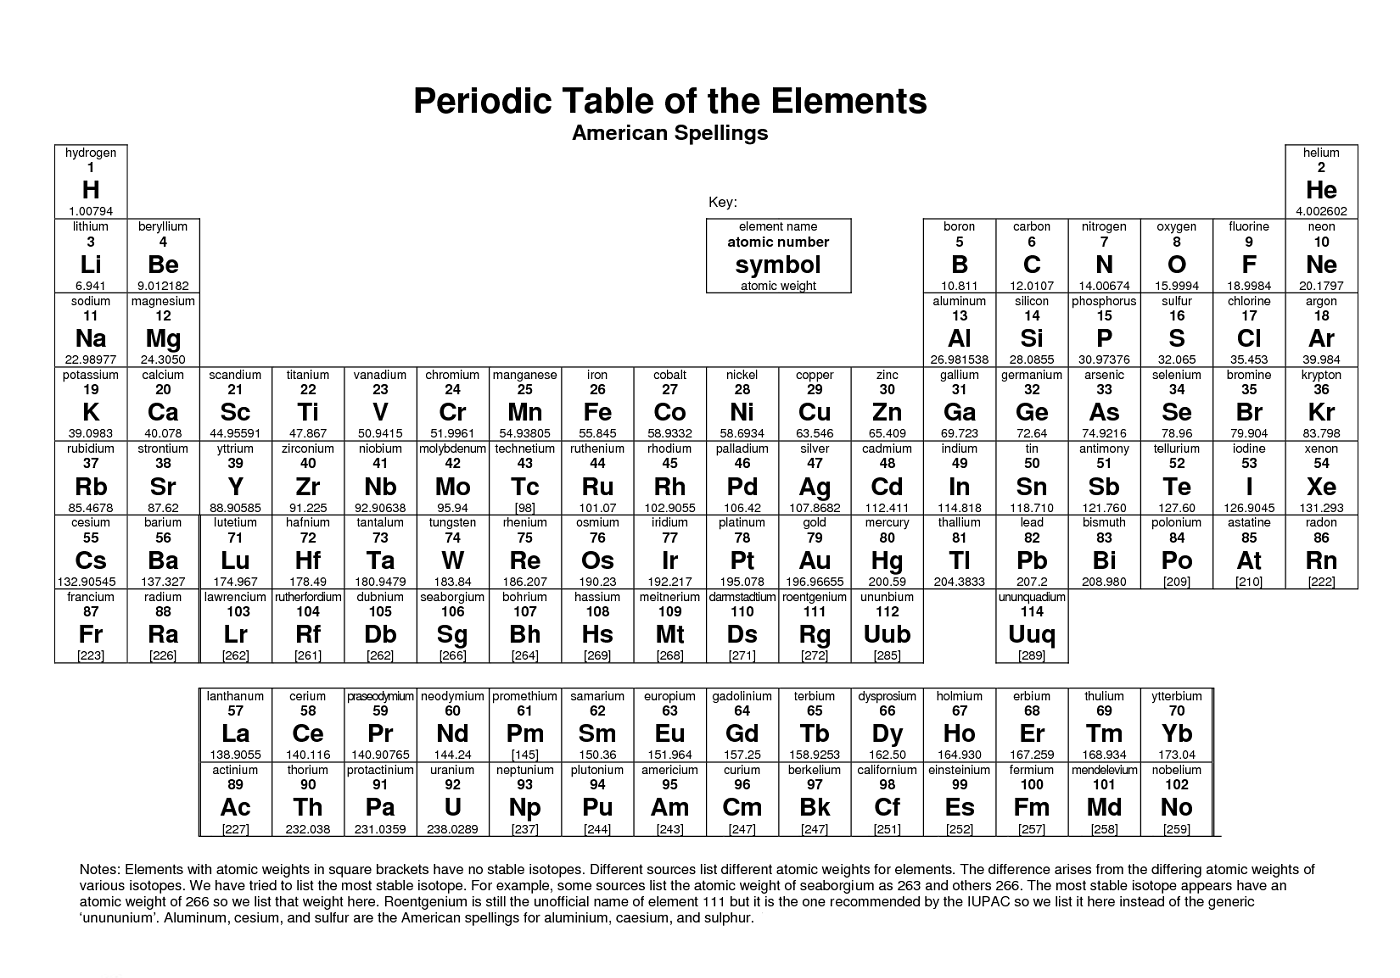 Periodic Table of the Elements
American Spellings
hydrogen helium
1 2
H He
Key:
1.00794 4.002602
lithium beryllium element name boron carbon nitrogen oxygen fluorine neon
3 4 atomic number 5 6 7 8 9 10
Li Be symbol B C N O F Ne
6.941 9.012182 atomic weight 10.811 12.0107 14.00674 15.9994 18.9984 20.1797
sodium magnesium aluminum silicon phosphorus sulfur chlorine argon
11 12 13 14 15 16 17 18
Na Mg Al Si P S Cl Ar
22.98977 24.3050 26.981538 28.0855 30.97376 32.065 35.453 39.984
potassium calcium scandium titanium vanadium chromium manganese iron cobalt nickel copper zinc gallium germanium arsenic selenium bromine krypton
19 20 21 22 23 24 25 26 27 28 29 30 31 32 33 34 35 36
K Ca Sc Ti V Cr Mn Fe Co Ni Cu Zn Ga Ge As Se Br Kr
39.0983 40.078 44.95591 47.867 50.9415 51.9961 54.93805 55.845 58.9332 58.6934 63.546 65.409 69.723 72.64 74.9216 78.96 79.904 83.798
rubidium strontium yttrium zirconium niobium molybdenum technetium ruthenium rhodium palladium silver cadmium indium tin antimony tellurium iodine xenon
37 38 39 40 41 42 43 44 45 46 47 48 49 50 51 52 53 54
Rb Sr Y Zr Nb Mo Tc Ru Rh Pd Ag Cd In Sn Sb Te I Xe
85.4678 87.62 88.90585 91.225 92.90638 95.94 [98] 101.07 102.9055 106.42 107.8682 112.411 114.818 118.710 121.760 127.60 126.9045 131.293
cesium barium lutetium hafnium tantalum tungsten rhenium osmium iridium platinum gold mercury thallium lead bismuth polonium astatine radon
55 56 71 72 73 74 75 76 77 78 79 80 81 82 83 84 85 86
Cs Ba Lu Hf Ta W Re Os Ir Pt Au Hg Tl Pb Bi Po At Rn
132.90545 137.327 174.967 178.49 180.9479 183.84 186.207 190.23 192.217 195.078 196.96655 200.59 204.3833 207.2 208.980 [209] [210] [222]
francium radium lawrencium rutherfordium dubnium seaborgium bohrium hassium meitnerium darmstadtium roentgenium ununbium ununquadium
87 88 103 104 105 106 107 108 109 110 111 112 114
Fr Ra Lr Rf Db Sg Bh Hs Mt Ds Rg Uub Uuq
[223] [226] [262] [261] [262] [266] [264] [269] [268] [271] [272] [285] [289]
lanthanum cerium praseodymium neodymium promethium samarium europium gadolinium terbium dysprosium holmium erbium thulium ytterbium
57 58 59 60 61 62 63 64 65 66 67 68 69 70
La Ce Pr Nd Pm Sm Eu Gd Tb Dy Ho Er Tm Yb
138.9055 140.116 140.90765 144.24 [145] 150.36 151.964 157.25 158.9253 162.50 164.930 167.259 168.934 173.04
actinium thorium protactinium uranium neptunium plutonium americium curium berkelium californium einsteinium fermium mendelevium nobelium
89 90 91 92 93 94 95 96 97 98 99 100 101 102
Ac Th Pa U Np Pu Am Cm Bk Cf Es Fm Md No
[227] 232.038 231.0359 238.0289 [237] [244] [243] [247] [247] [251] [252] [257] [258] [259]
Notes: Elements with atomic weights in square brackets have no stable isotopes. Different sources list different atomic weights for elements. The difference arises from the differing atomic weights of
various isotopes. We have tried to list the most stable isotope. For example, some sources list the atomic weight of seaborgium as 263 and others 266. The most stable isotope appears have an
atomic weight of 266 so we list that weight here. Roentgenium is still the unofficial name of element 111 but it is the one recommended by the IUPAC so we list it here instead of the generic
‘unununium’. Aluminum, cesium, and sulfur are the American spellings for aluminium, caesium, and sulphur.